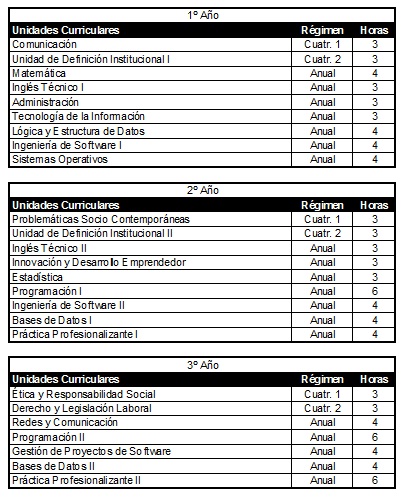 1º Año
Unidades Curriculares Régimen Horas
Comunicación Cuatr. 1 3
Unidad de Definición Institucional I Cuatr. 2 3
Matemática Anual 4
Inglés Técnico I Anual 3
Administración Anual 3
Tecnología de la Información Anual 3
Lógica y Estructura de Datos Anual 4
Ingeniería de Software I Anual 4
Sistemas Operativos Anual 4
2º Año
Unidades Curriculares Régimen Horas
Problemáticas Socio Contemporáneas Cuatr. 1 3
Unidad de Definición Institucional II Cuatr. 2 3
Inglés Técnico II Anual 3
Innovación y Desarrollo Emprendedor Anual 3
Estadística Anual 3
Programación I Anual 6
Ingeniería de Software II Anual 4
Bases de Datos I Anual 4
Práctica Profesionalizante I Anual 4
3º Año
Unidades Curriculares Régimen Horas
Ética y Responsabilidad Social Cuatr. 1 3
Derecho y Legislación Laboral Cuatr. 2 3
Redes y Comunicación Anual 4
Programación II Anual 6
Gestión de Proyectos de Software Anual 4
Bases de Datos II Anual 4
Práctica Profesionalizante II Anual 6